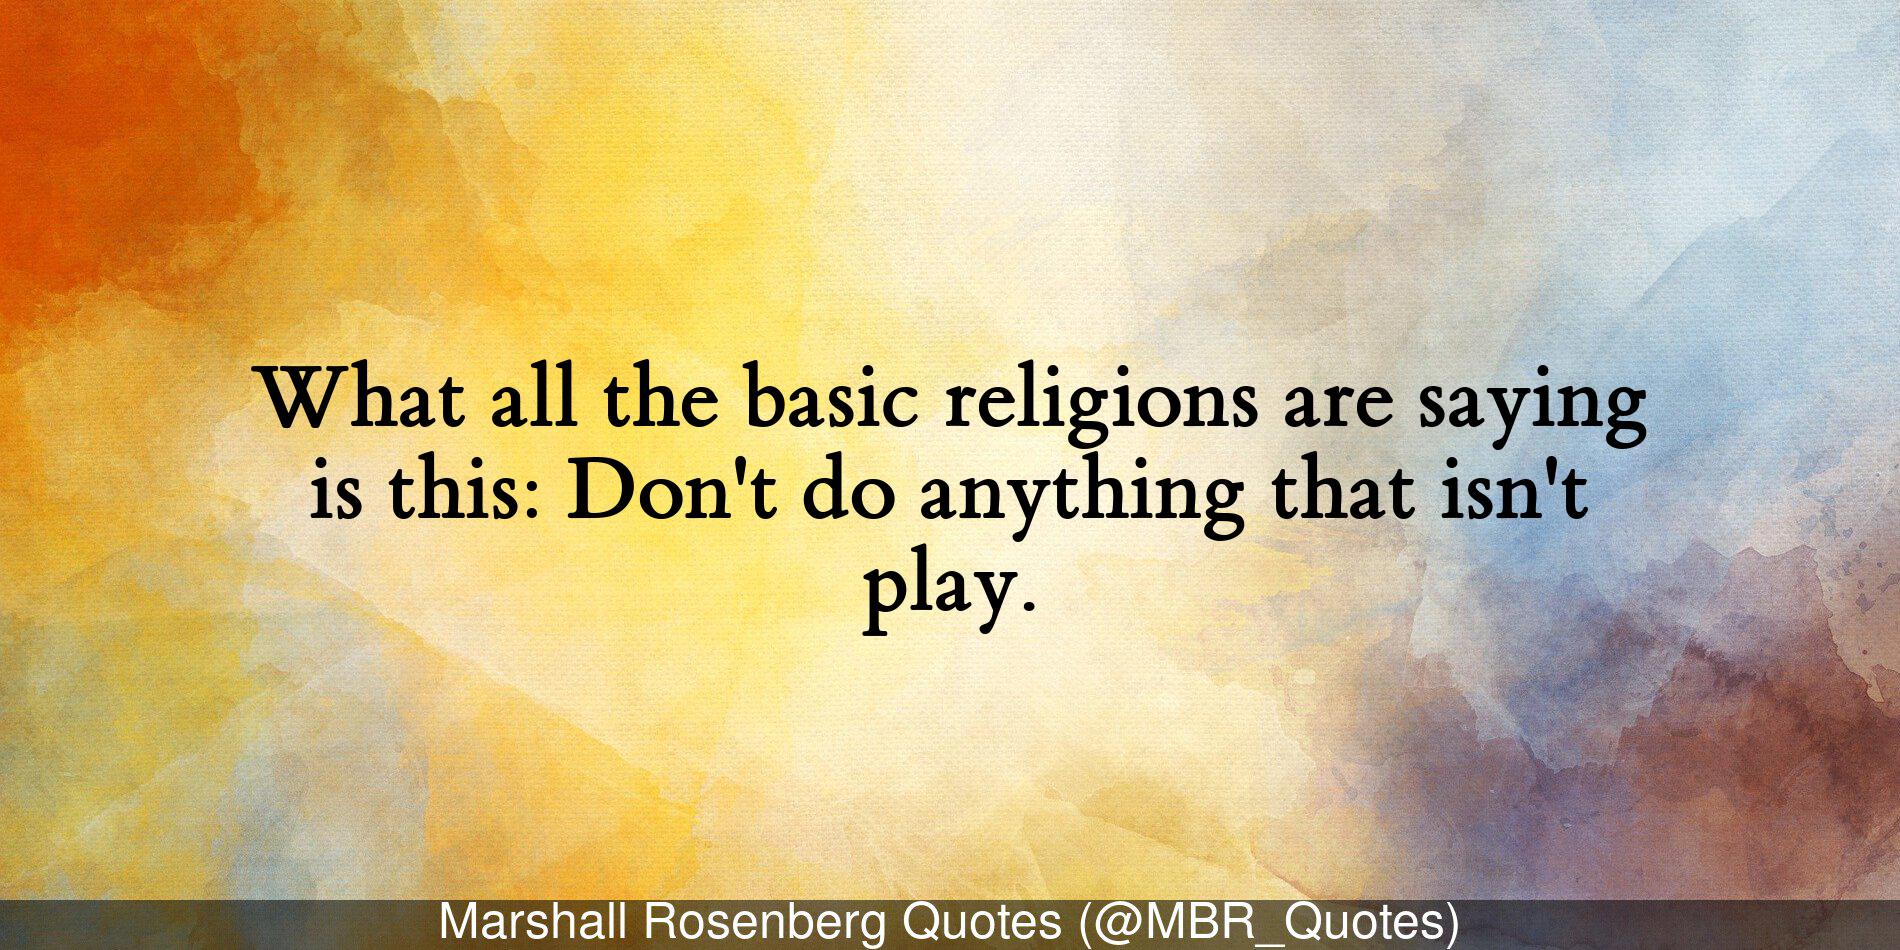 What all the basic religions are saying
is this: Don't do anything that isn't
play.
Marshall Rosenberg Quotes (@MBR_Quotes)